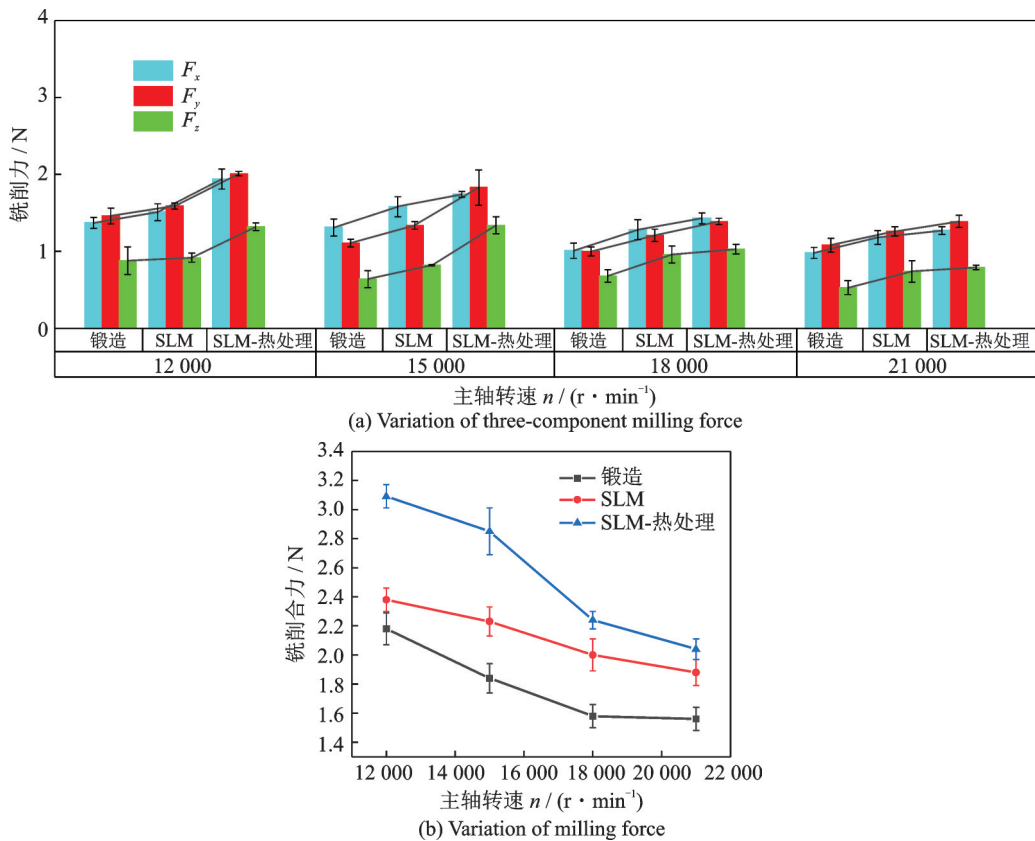 4
3
2
1
0
铣削力 / N
Fx
Fy
Fz
锻造 SLM SLM-热处理 锻造 SLM SLM-热处理 锻造 SLM SLM-热处理 锻造 SLM SLM-热处理
12 000 15 000 18 000 21 000
主轴转速 n / (r·min⁻¹)
(a) Variation of three-component milling force
3.4
3.2
3.0
2.8
2.6
2.4
2.2
2.0
1.8
1.6
1.4
铣削合力 / N
锻造
SLM
SLM-热处理
12 000 14 000 16 000 18 000 20 000 22 000
主轴转速 n / (r·min⁻¹)
(b) Variation of milling force